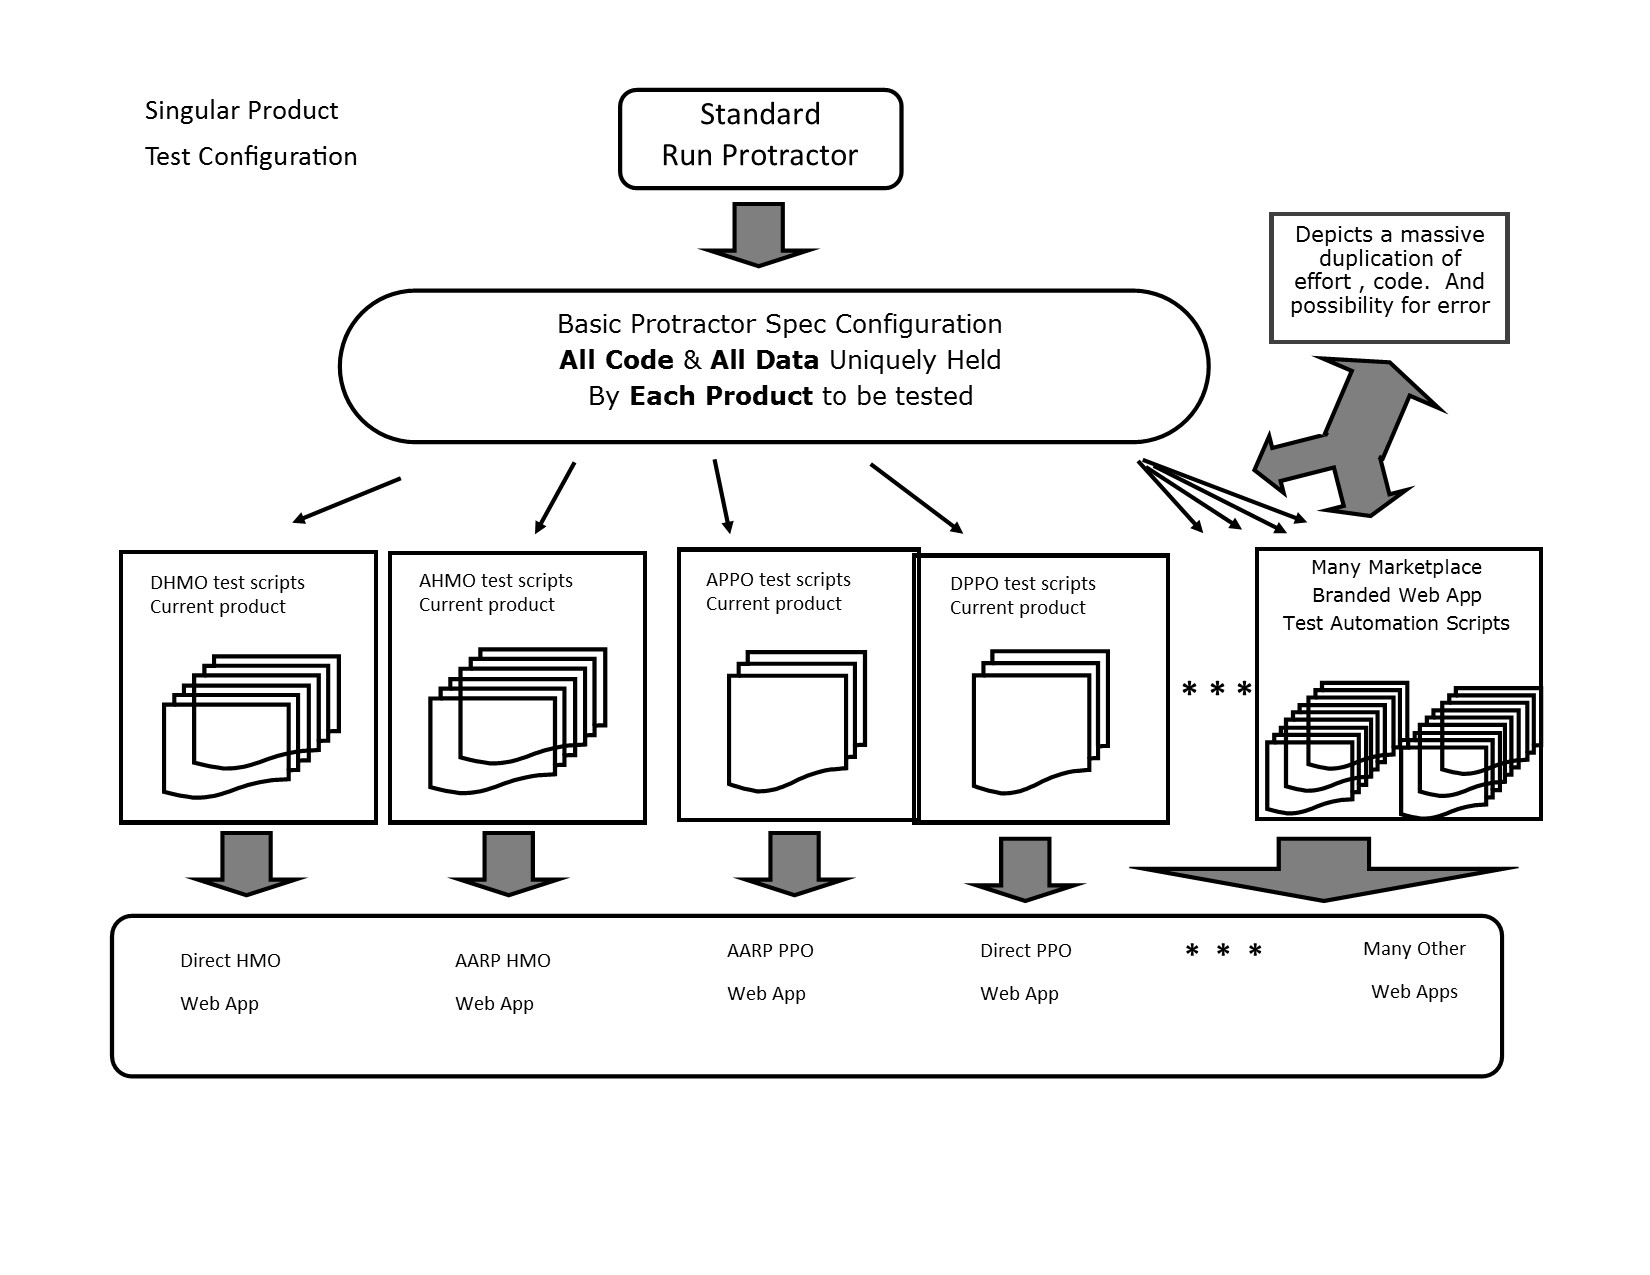 Singular Product
Test Configuration
Standard
Run Protractor
Depicts a massive
duplication of
effort , code.  And
possibility for error
Basic Protractor Spec Configuration
All Code & All Data Uniquely Held
By Each Product to be tested
DHMO test scripts
Current product
AHMO test scripts
Current product
APPO test scripts
Current product
DPPO test scripts
Current product
* * *
Many Marketplace
Branded Web App
Test Automation Scripts
Direct HMO
Web App
AARP HMO
Web App
AARP PPO
Web App
Direct PPO
Web App
* * *
Many Other
Web Apps